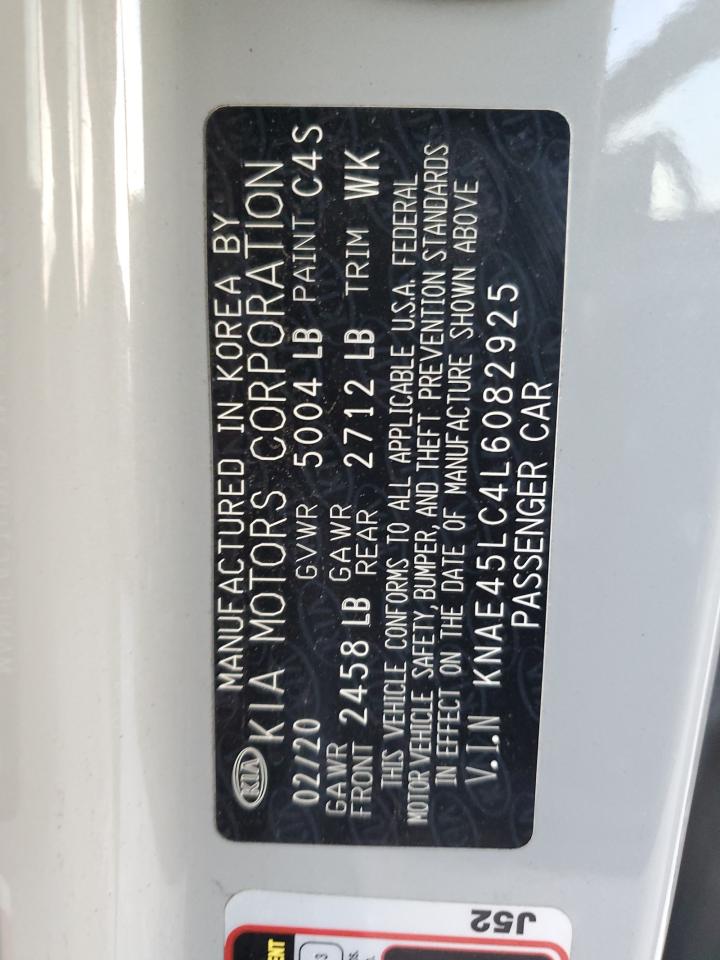 MANUFACTURED IN KOREA BY
KIA KIA MOTORS CORPORATION
02/20 GVWR 5004 LB PAINT C4S
GAWR FRONT 2458 LB GAWR REAR 2712 LB TRIM WK
THIS VEHICLE CONFORMS TO ALL APPLICABLE U.S.A. FEDERAL
MOTOR VEHICLE SAFETY, BUMPER, AND THEFT PREVENTION STANDARDS
IN EFFECT ON THE DATE OF MANUFACTURE SHOWN ABOVE
V.I.N KNAE45LC4L6082925
PASSENGER CAR
J52
3